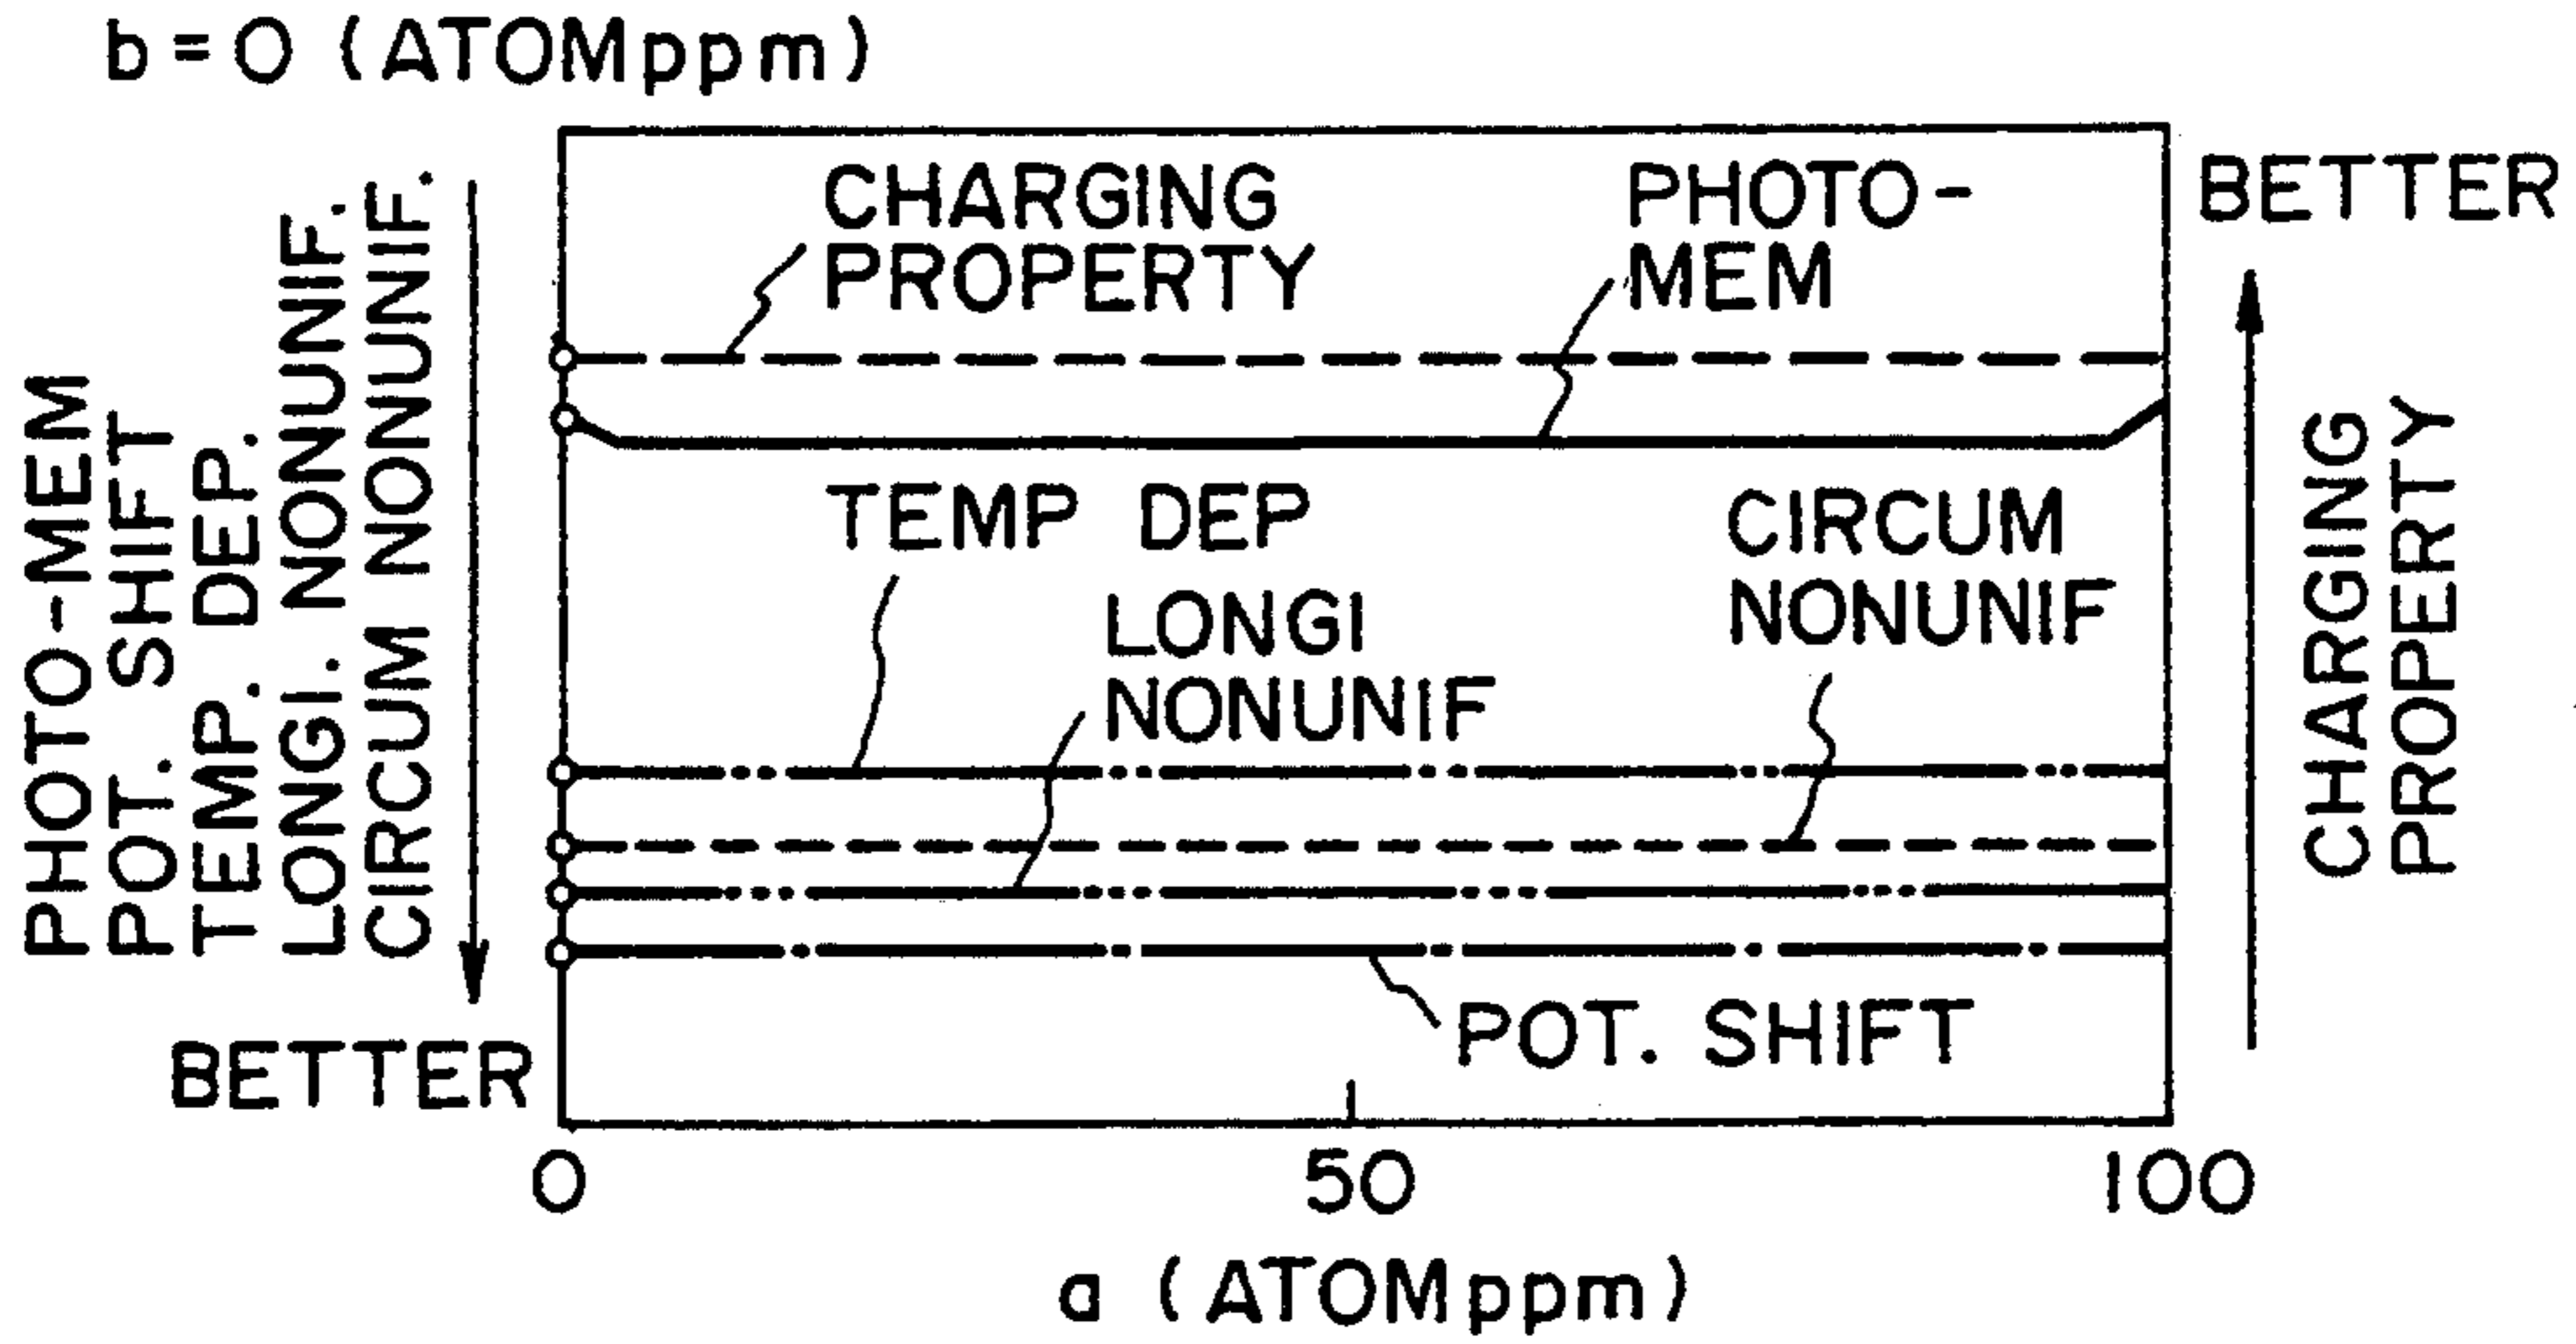 b = 0 (ATOMppm)
PHOTO-MEM
POT. SHIFT
TEMP. DEP.
LONGI. NONUNIF.
CIRCUM NONUNIF.
BETTER
CHARGING
PROPERTY
PHOTO-
MEM
TEMP DEP
LONGI
NONUNIF
CIRCUM
NONUNIF
POT. SHIFT
BETTER
CHARGING
PROPERTY
0
50
100
a (ATOMppm)